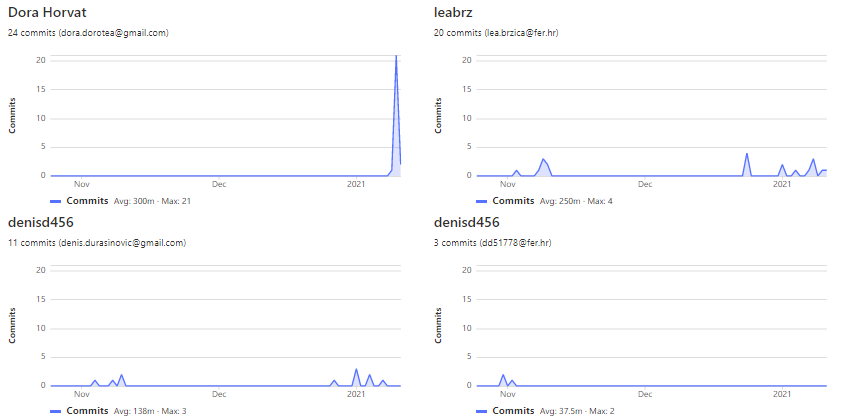 Dora Horvat
24 commits (dora.dorotea@gmail.com)
Commits
20
15
10
5
0
Nov
Dec
2021
Commits Avg: 300m · Max: 21
leabrz
20 commits (lea.brzica@fer.hr)
Commits
20
15
10
5
0
Nov
Dec
2021
Commits Avg: 250m · Max: 4
denisd456
11 commits (denis.durasinovic@gmail.com)
Commits
20
15
10
5
0
Nov
Dec
2021
Commits Avg: 138m · Max: 3
denisd456
3 commits (dd51778@fer.hr)
Commits
20
15
10
5
0
Nov
Dec
2021
Commits Avg: 37.5m · Max: 2